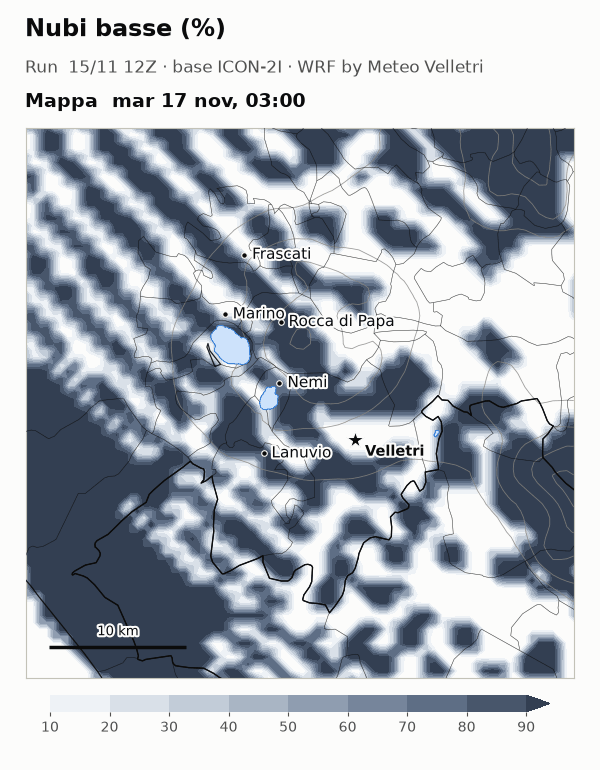 Nubi basse (%)
Run  15/11 12Z · base ICON-2I · WRF by Meteo Velletri
Mappa  mar 17 nov, 03:00
Frascati
Marino
Rocca di Papa
Nemi
Velletri
Lanuvio
10 km
10 20 30 40 50 60 70 80 90